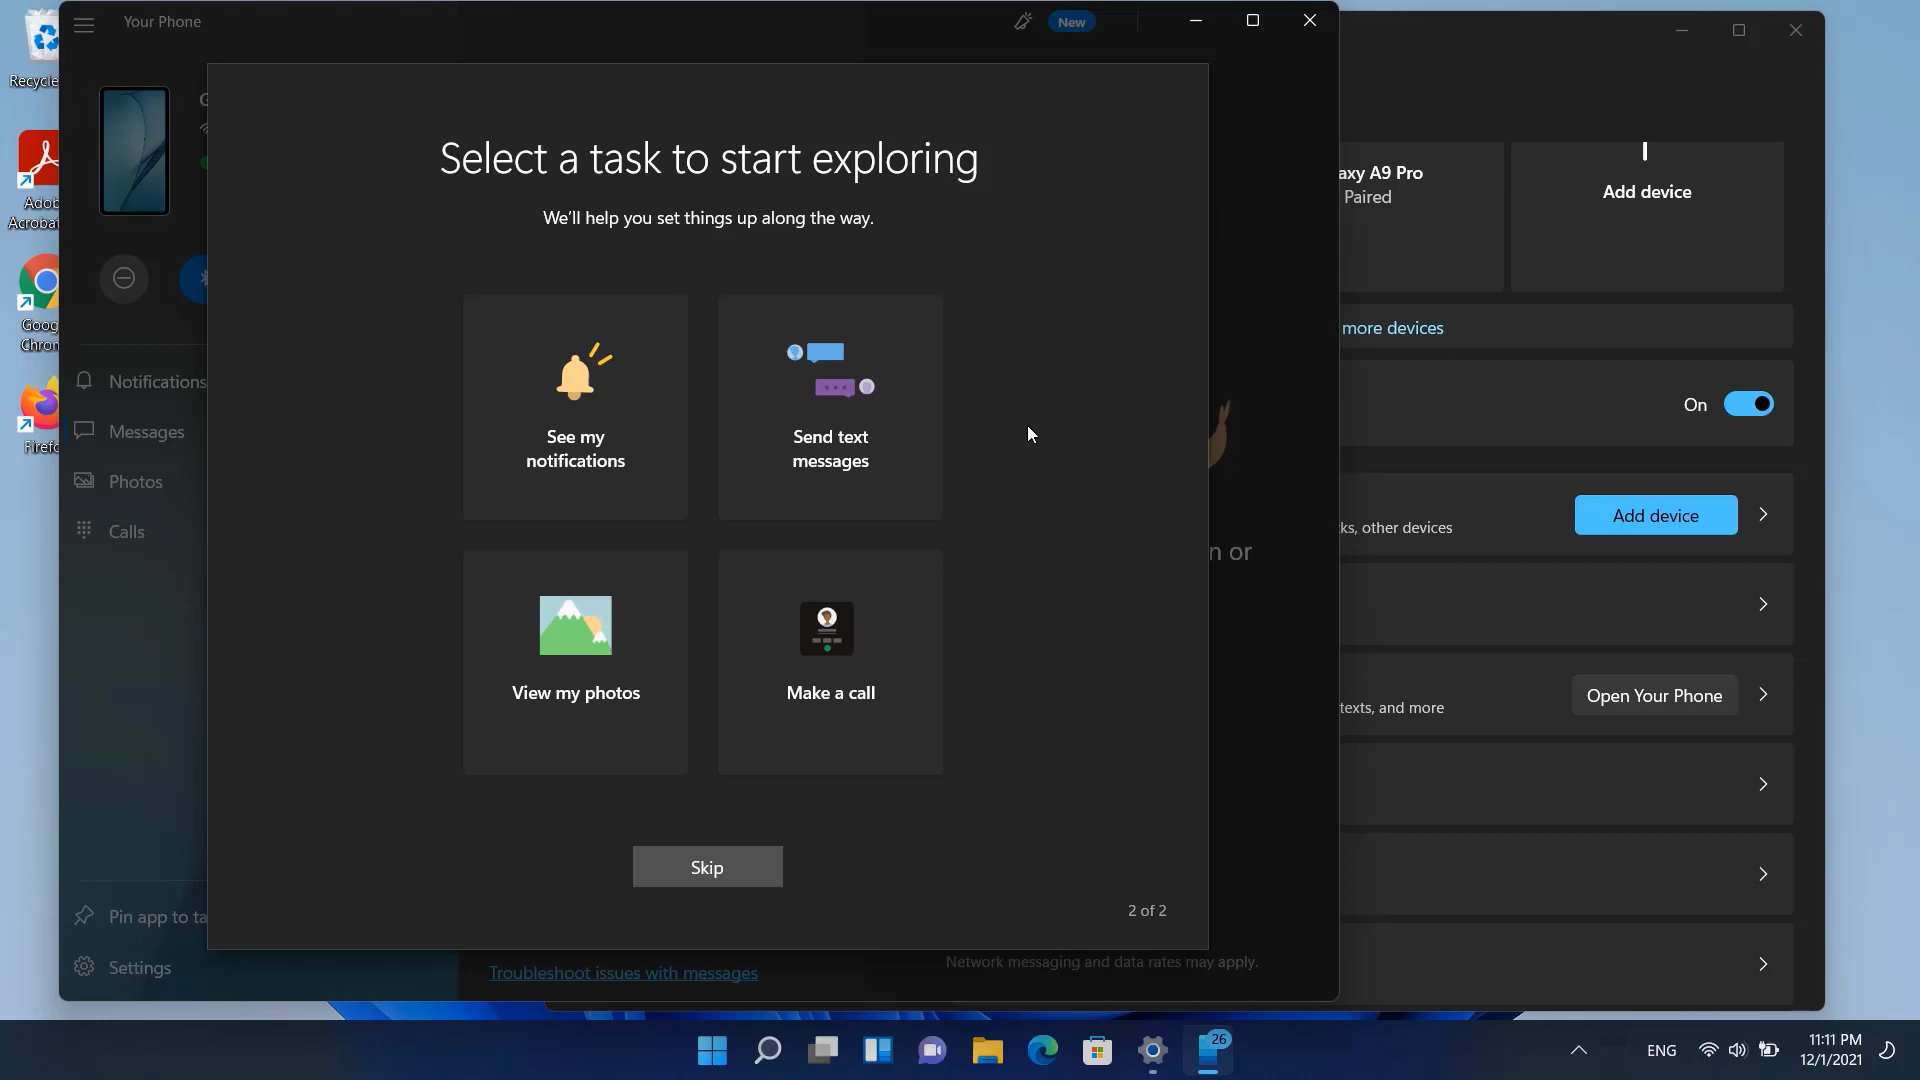 Your Phone
New
Recycle
Adob
Acrobat
Goog
Chron
Firefo
G
Notifications
Messages
Photos
Calls
Pin app to ta
Settings
Select a task to start exploring
We'll help you set things up along the way.
See my
notifications
Send text
messages
View my photos
Make a call
Skip
2 of 2
n or
Troubleshoot issues with messages
Network messaging and data rates may apply.
axy A9 Pro
Paired
Add device
more devices
On
ks, other devices
Add device
texts, and more
Open Your Phone
26
ENG
11:11 PM
12/1/2021